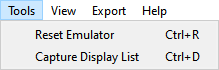 Tools View Export Help
Reset Emulator Ctrl+R
Capture Display List Ctrl+D